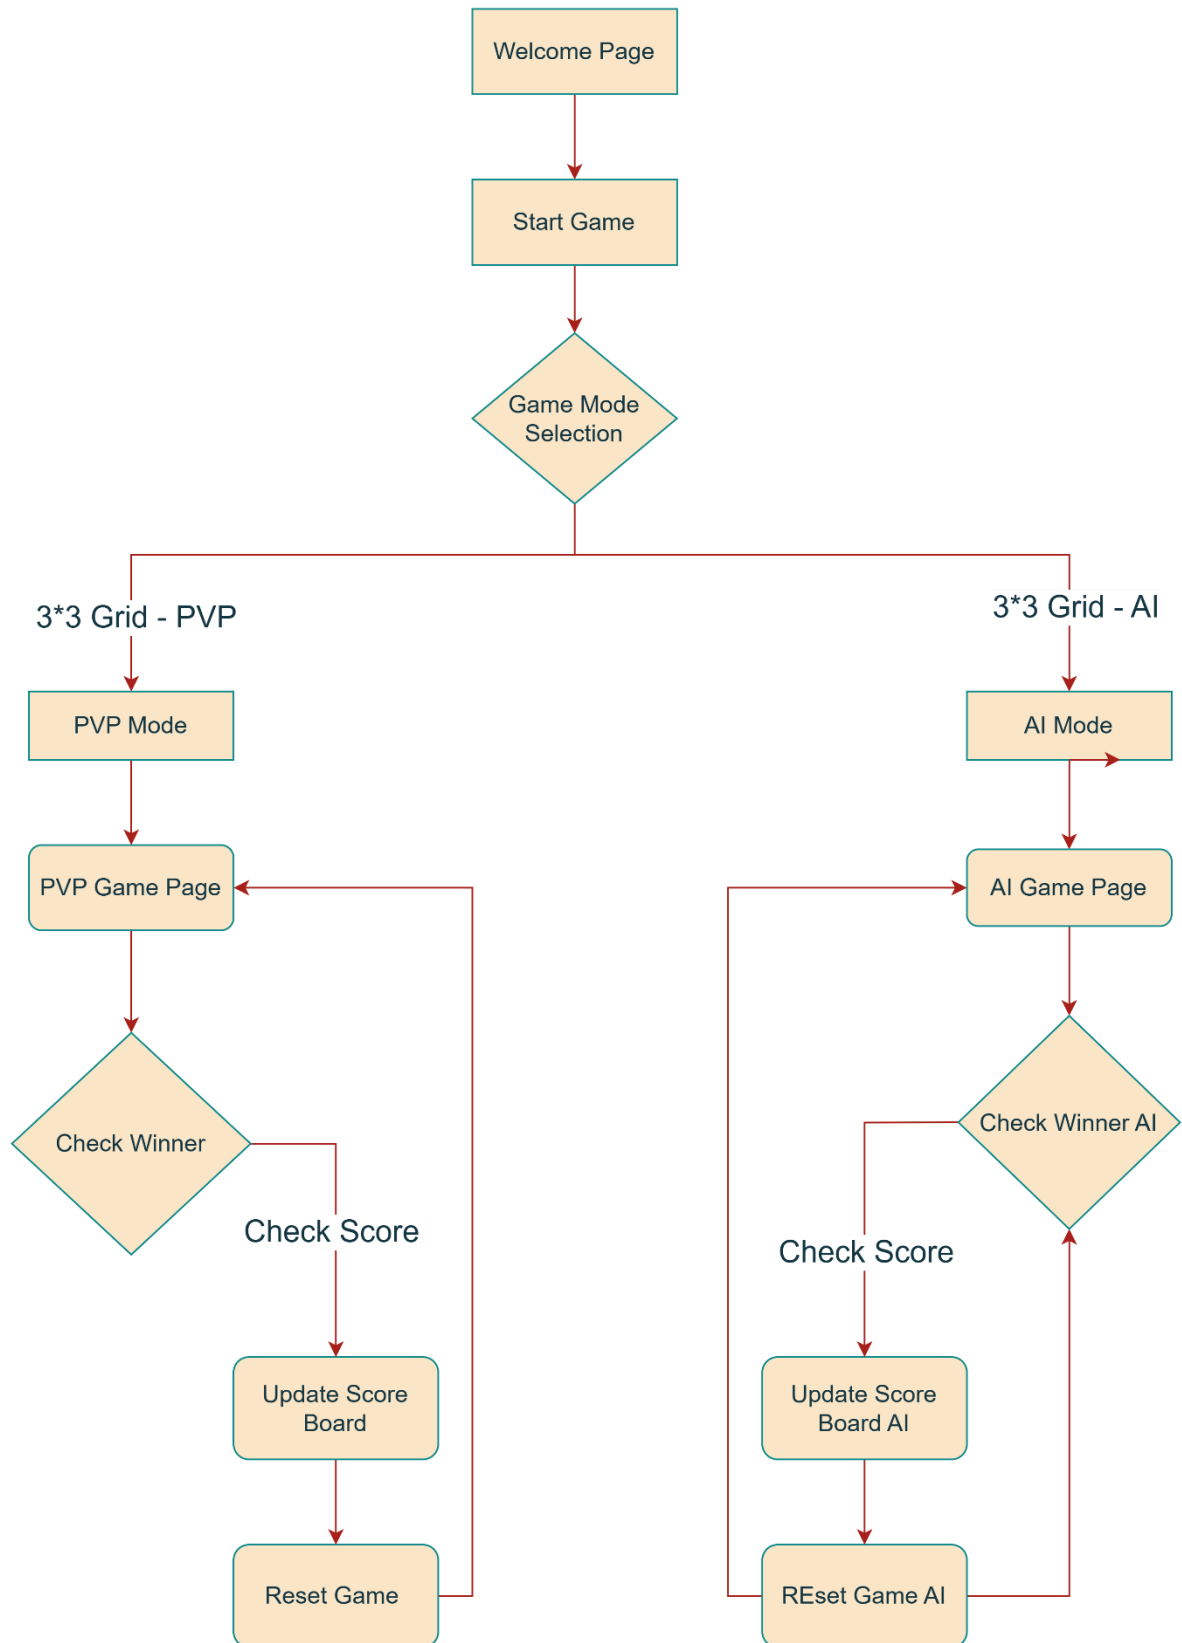 Welcome Page
Start Game
Game Mode
Selection
3*3 Grid - PVP
3*3 Grid - AI
PVP Mode
AI Mode
PVP Game Page
AI Game Page
Check Winner
Check Winner AI
Check Score
Check Score
Update Score
Board
Update Score
Board AI
Reset Game
REset Game AI